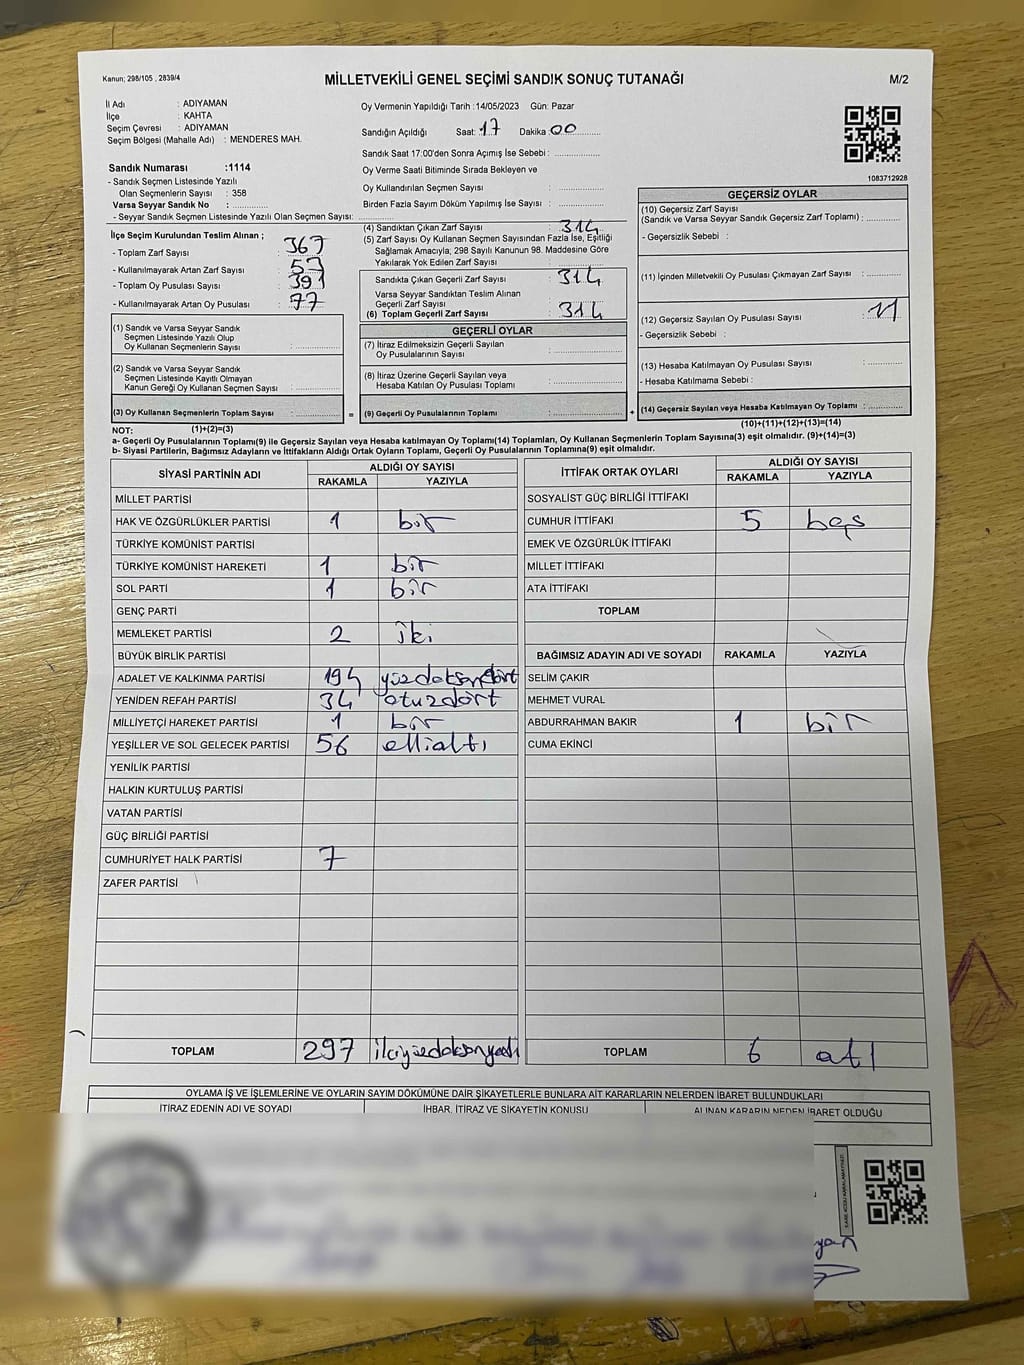 Kanun; 298/105 , 2839/4
MİLLETVEKİLİ GENEL SEÇİMİ SANDIK SONUÇ TUTANAĞI
M/2
İl Adı : ADIYAMAN
İlçe : KAHTA
Seçim Çevresi : ADIYAMAN
Seçim Bölgesi (Mahalle Adı) : MENDERES MAH.
Oy Vermenin Yapıldığı Tarih :14/05/2023 Gün: Pazar
Sandığın Açıldığı Saat: 17 Dakika 00
Sandık Saat 17:00'den Sonra Açımış İse Sebebi :
Oy Verme Saati Bitiminde Sırada Bekleyen ve
Oy Kullandırılan Seçmen Sayısı :
Birden Fazla Sayım Döküm Yapılmış İse Sayısı :
1083712928
Sandık Numarası :1114
- Sandık Seçmen Listesinde Yazılı
Olan Seçmenlerin Sayısı : 358
Varsa Seyyar Sandık No :
- Seyyar Sandık Seçmen Listesinde Yazılı Olan Seçmen Sayısı:
İlçe Seçim Kurulundan Teslim Alınan ;
- Toplam Zarf Sayısı : 367
- Kullanılmayarak Artan Zarf Sayısı : 53
- Toplam Oy Pusulası Sayısı : 391
- Kullanılmayarak Artan Oy Pusulası : 77
(1) Sandık ve Varsa Seyyar Sandık
Seçmen Listesinde Yazılı Olup
Oy Kullanan Seçmenlerin Sayısı :
(2) Sandık ve Varsa Seyyar Sandık
Seçmen Listesinde Kayıtlı Olmayan
Kanun Gereği Oy Kullanan Seçmen Sayısı :
(3) Oy Kullanan Seçmenlerin Toplam Sayısı : =
(4) Sandıktan Çıkan Zarf Sayısı : 314
(5) Zarf Sayısı Oy Kullanan Seçmen Sayısından Fazla İse, Eşitliği
Sağlamak Amacıyla, 298 Sayılı Kanunun 98. Maddesine Göre
Yakılarak Yok Edilen Zarf Sayısı :
Sandıkta Çıkan Geçerli Zarf Sayısı : 314
Varsa Seyyar Sandıktan Teslim Alınan
Geçerli Zarf Sayısı :
(6) Toplam Geçerli Zarf Sayısı : 314
GEÇERLİ OYLAR
(7) İtiraz Edilmeksizin Geçerli Sayılan
Oy Pusulalarının Sayısı :
(8) İtiraz Üzerine Geçerli Sayılan veya
Hesaba Katılan Oy Pusulası Toplamı :
(9) Geçerli Oy Pusulalarının Toplamı : +
GEÇERSİZ OYLAR
(10) Geçersiz Zarf Sayısı
(Sandık ve Varsa Seyyar Sandık Geçersiz Zarf Toplamı) :
- Geçersizlik Sebebi :
(11) İçinden Milletvekili Oy Pusulası Çıkmayan Zarf Sayısı :
(12) Geçersiz Sayılan Oy Pusulası Sayısı : 11
- Geçersizlik Sebebi :
(13) Hesaba Katılmayan Oy Pusulası Sayısı :
- Hesaba Katılmama Sebebi :
(14) Geçersiz Sayılan veya Hesaba Katılmayan Oy Toplamı :
NOT: (1)+(2)=(3)
(10)+(11)+(12)+(13)=(14)
a- Geçerli Oy Pusulalarının Toplamı(9) ile Geçersiz Sayılan veya Hesaba katılmayan Oy Toplamı(14) Toplamları, Oy Kullanan Seçmenlerin Toplam Sayısına(3) eşit olmalıdır. (9)+(14)=(3)
b- Siyasi Partilerin, Bağımsız Adayların ve İttifakların Aldığı Oyların Toplamı, Geçerli Oy Pusulalarının Toplamına(9) eşit olmalıdır.
SİYASİ PARTİNİN ADI ALDIĞI OY SAYISI
RAKAMLA YAZIYLA
MİLLET PARTİSİ
HAK VE ÖZGÜRLÜKLER PARTİSİ 1 bir
TÜRKİYE KOMÜNİST PARTİSİ
TÜRKİYE KOMÜNİST HAREKETİ 1 bir
SOL PARTİ 1 bir
GENÇ PARTİ
MEMLEKET PARTİSİ 2 iki
BÜYÜK BİRLİK PARTİSİ
ADALET VE KALKINMA PARTİSİ 194 yüzdoksandört
YENİDEN REFAH PARTİSİ 34 otuzdört
MİLLİYETÇİ HAREKET PARTİSİ 1 bir
YEŞİLLER VE SOL GELECEK PARTİSİ 56 ellialtı
YENİLİK PARTİSİ
HALKIN KURTULUŞ PARTİSİ
VATAN PARTİSİ
GÜÇ BİRLİĞİ PARTİSİ
CUMHURİYET HALK PARTİSİ 7
ZAFER PARTİSİ
TOPLAM 297 ikiyüzdoksanyedi
İTTİFAK ORTAK OYLARI ALDIĞI OY SAYISI
RAKAMLA YAZIYLA
SOSYALİST GÜÇ BİRLİĞİ İTTİFAKI
CUMHUR İTTİFAKI 5 beş
EMEK VE ÖZGÜRLÜK İTTİFAKI
MİLLET İTTİFAKI
ATA İTTİFAKI
TOPLAM
BAĞIMSIZ ADAYIN ADI VE SOYADI RAKAMLA YAZIYLA
SELİM ÇAKIR
MEHMET VURAL
ABDURRAHMAN BAKIR 1 bir
CUMA EKİNCİ
TOPLAM 6 altı
OYLAMA İŞ VE İŞLEMLERİNE VE OYLARIN SAYIM DÖKÜMÜNE DAİR ŞİKAYETLERLE BUNLARA AİT KARARLARIN NELERDEN İBARET BULUNDUKLARI
İTİRAZ EDENİN ADI VE SOYADI İHBAR, İTİRAZ VE ŞİKAYETİN KONUSU ALINAN KARARIN NEDEN İBARET OLDUĞU